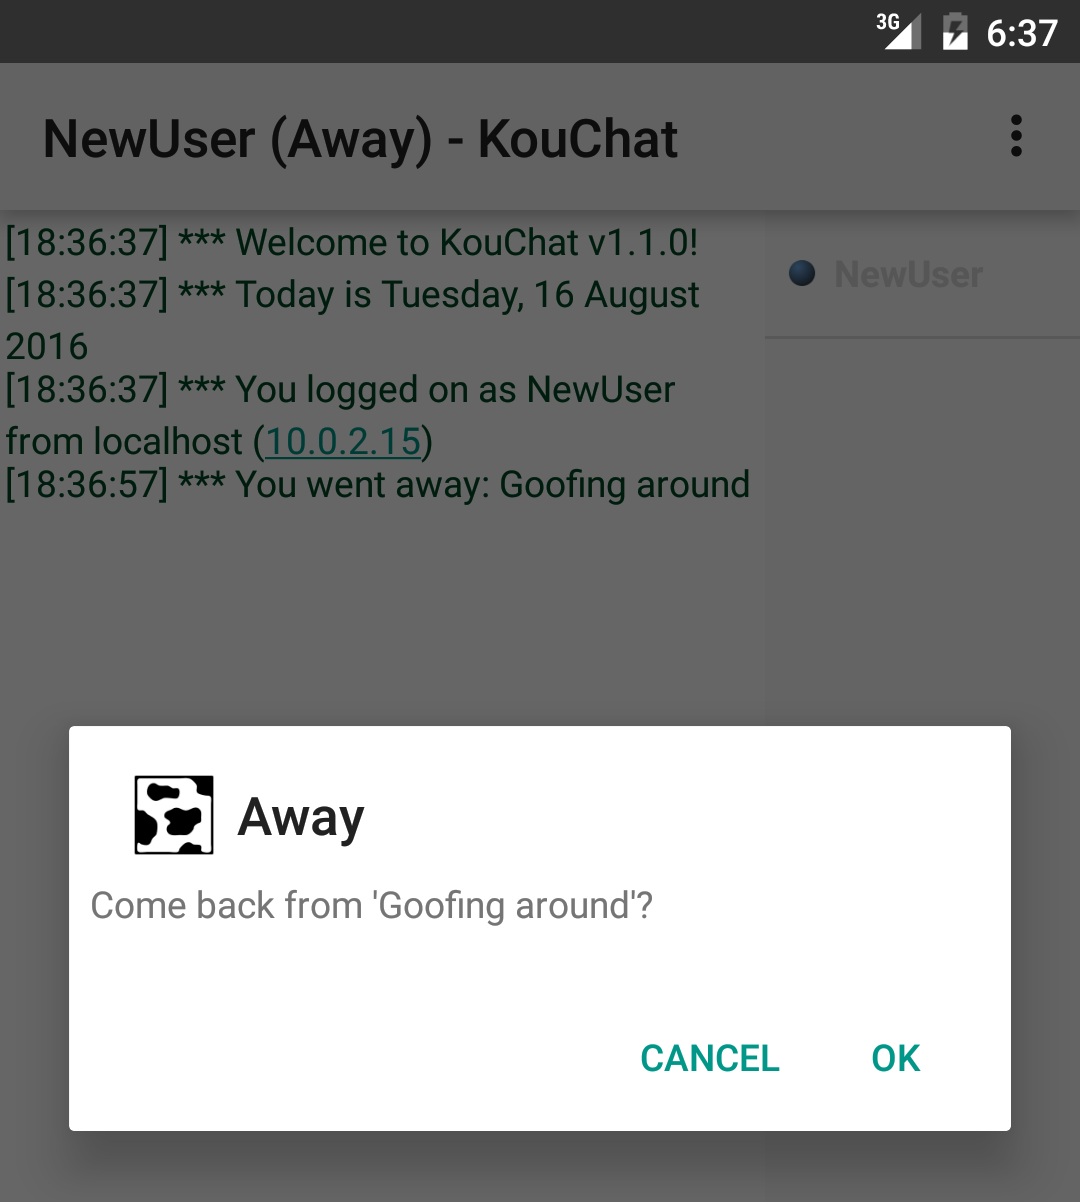 3G 6:37
NewUser (Away) - KouChat
[18:36:37] *** Welcome to KouChat v1.1.0!
NewUser
[18:36:37] *** Today is Tuesday, 16 August
2016
[18:36:37] *** You logged on as NewUser
from localhost (10.0.2.15)
[18:36:57] *** You went away: Goofing around
Away
Come back from 'Goofing around'?
CANCEL OK